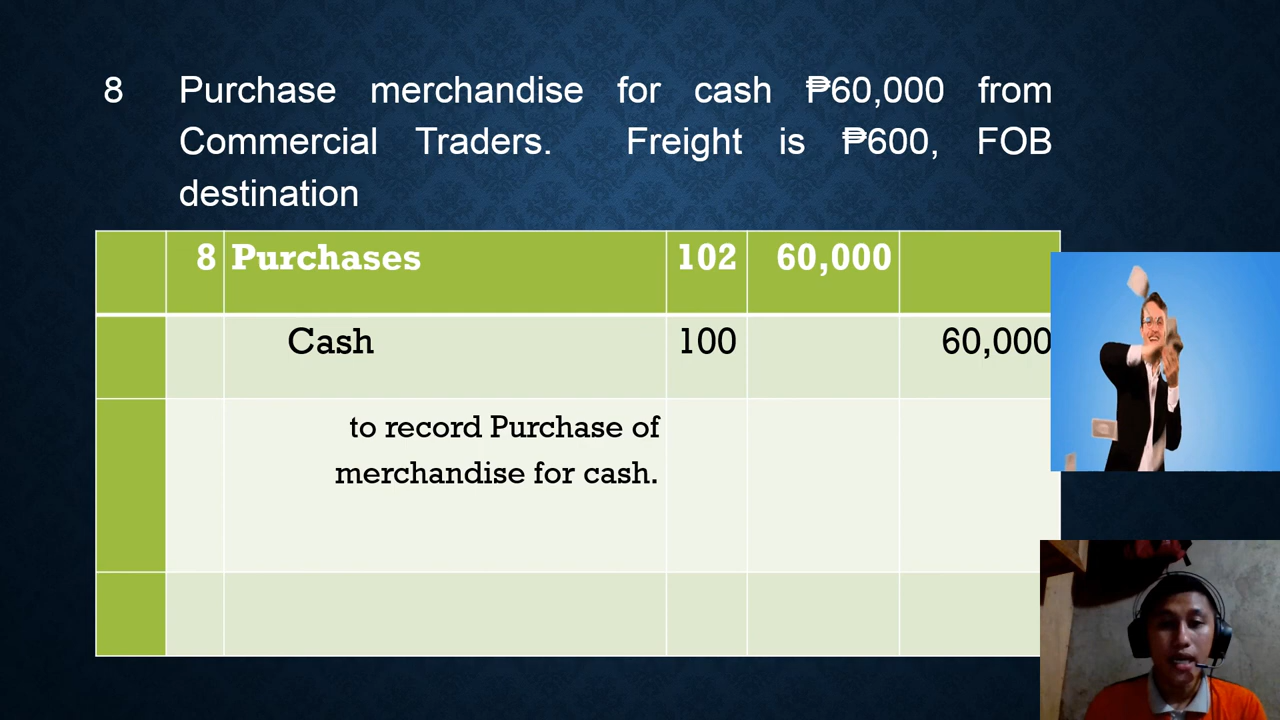 8 Purchase merchandise for cash ₱60,000 from
Commercial Traders. Freight is ₱600, FOB
destination
8 Purchases 102 60,000
Cash 100 60,000
to record Purchase of
merchandise for cash.